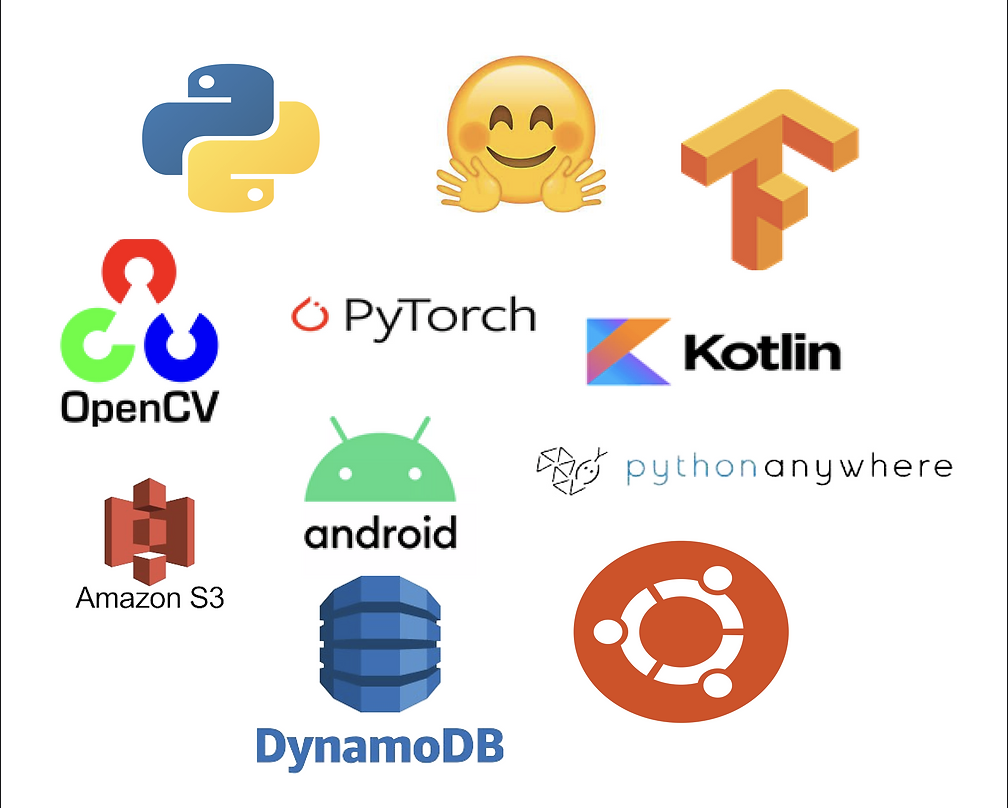 PyTorch
Kotlin
OpenCV
pythonanywhere
android
Amazon S3
DynamoDB